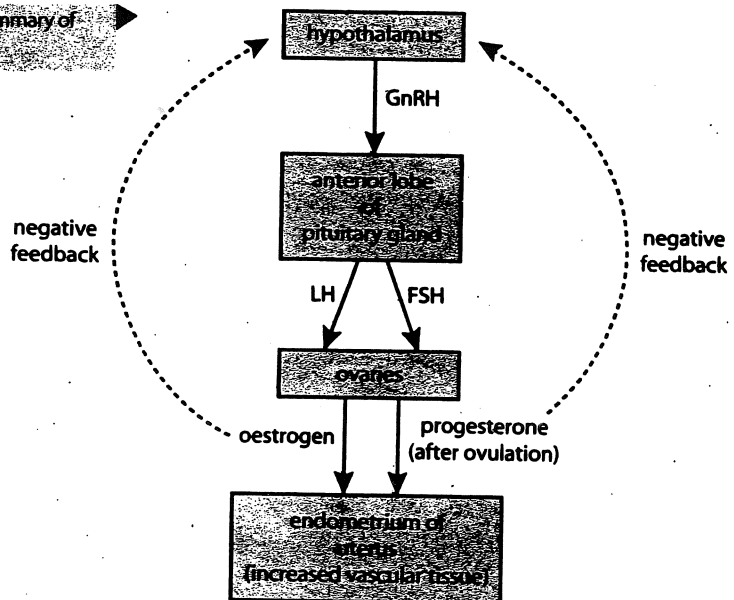 of
hypothalamus
GnRH
anterior lobe
of
pituitary gland
negative
feedback
negative
feedback
LH
FSH
ovaries
oestrogen
progesterone
(after ovulation)
endometrium of
uterus
(increased vascular tissue)